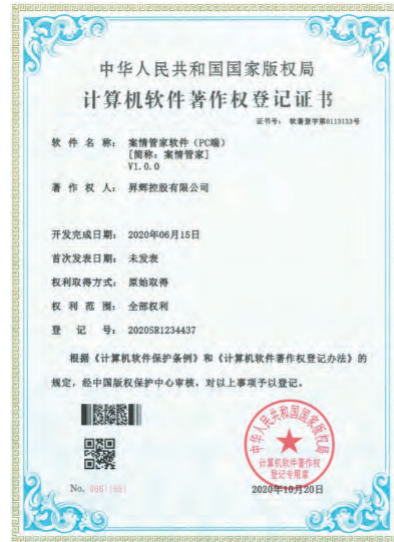 中华人民共和国国家版权局
计算机软件著作权登记证书
证书号： 软著登字第6113133号
软件名称： 案情管家软件（PC端）
[简称：案情管家]
V1.0.0
著作权人： 昇辉控股有限公司
开发完成日期： 2020年06月15日
首次发表日期： 未发表
权利取得方式： 原始取得
权利范围： 全部权利
登记号： 2020SR1234437
根据《计算机软件保护条例》和《计算机软件著作权登记办法》的
规定，经中国版权保护中心审核，对以上事项予以登记。
中华人民共和国国家版权局
计算机软件著作权
登记专用章
No.
2020年10月20日